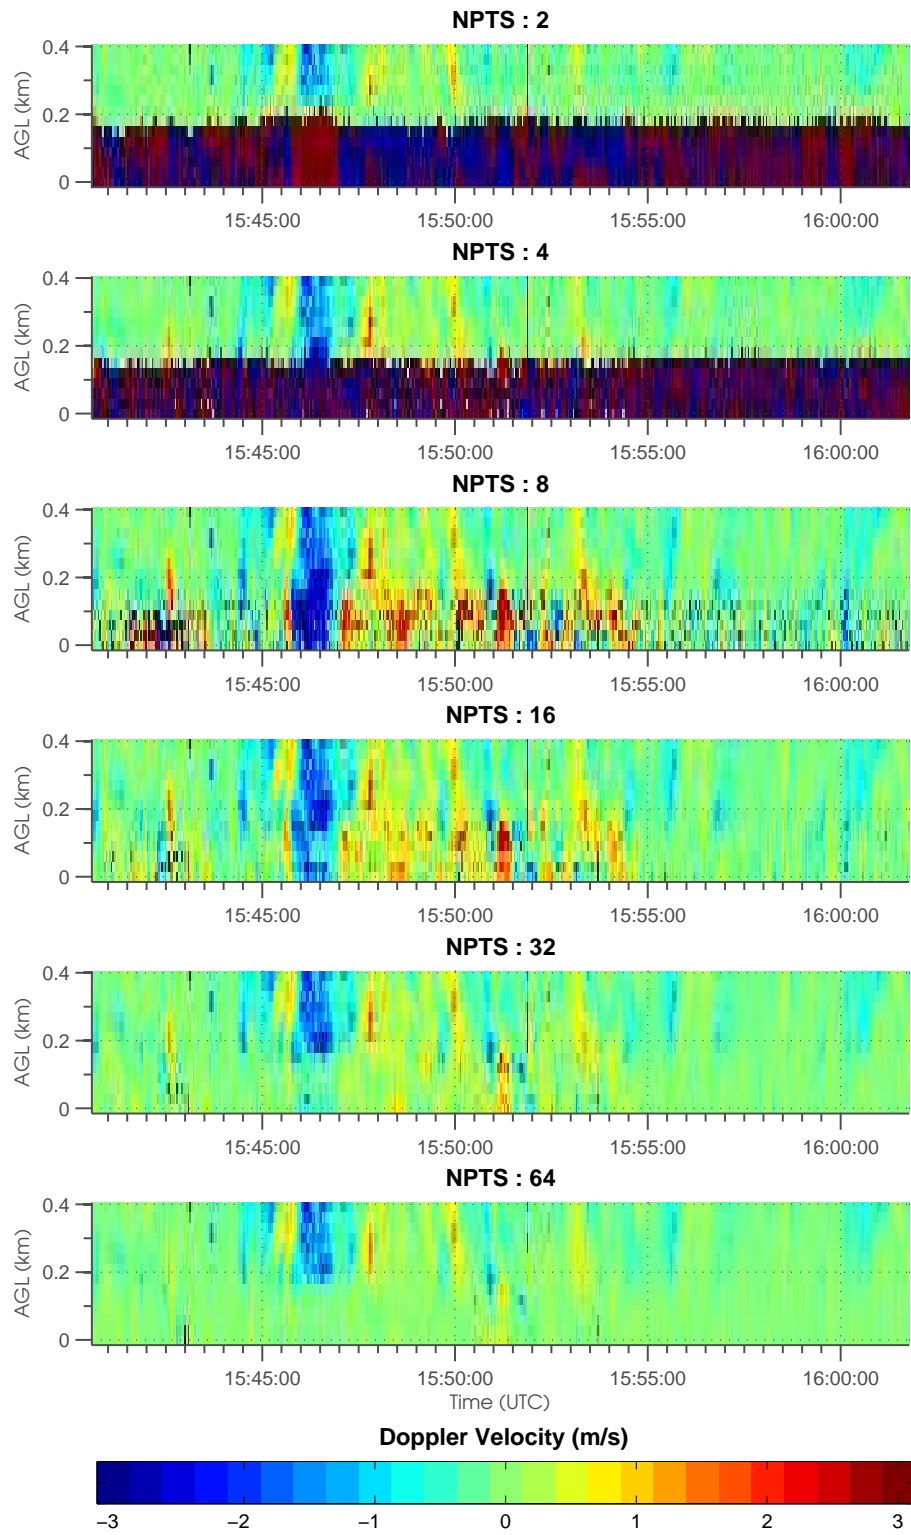 NPTS : 2
0.4
0.2
0
AGL (km)
15:45:00 15:50:00 15:55:00 16:00:00
NPTS : 4
0.4
0.2
0
AGL (km)
15:45:00 15:50:00 15:55:00 16:00:00
NPTS : 8
0.4
0.2
0
AGL (km)
15:45:00 15:50:00 15:55:00 16:00:00
NPTS : 16
0.4
0.2
0
AGL (km)
15:45:00 15:50:00 15:55:00 16:00:00
NPTS : 32
0.4
0.2
0
AGL (km)
15:45:00 15:50:00 15:55:00 16:00:00
NPTS : 64
0.4
0.2
0
AGL (km)
15:45:00 15:50:00 15:55:00 16:00:00
Time (UTC)
Doppler Velocity (m/s)
−3 −2 −1 0 1 2 3